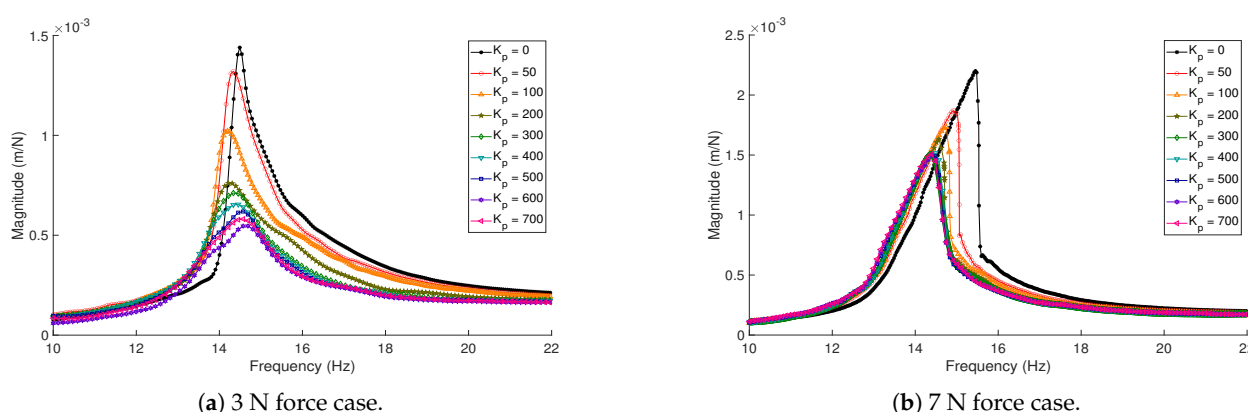 ×10⁻³
1.5
1
0.5
0
Magnitude (m/N)
10 12 14 16 18 20 22
Frequency (Hz)
K_p = 0
K_p = 50
K_p = 100
K_p = 200
K_p = 300
K_p = 400
K_p = 500
K_p = 600
K_p = 700
(a) 3 N force case.
×10⁻³
2.5
2
1.5
1
0.5
0
Magnitude (m/N)
10 12 14 16 18 20 22
Frequency (Hz)
K_p = 0
K_p = 50
K_p = 100
K_p = 200
K_p = 300
K_p = 400
K_p = 500
K_p = 600
K_p = 700
(b) 7 N force case.